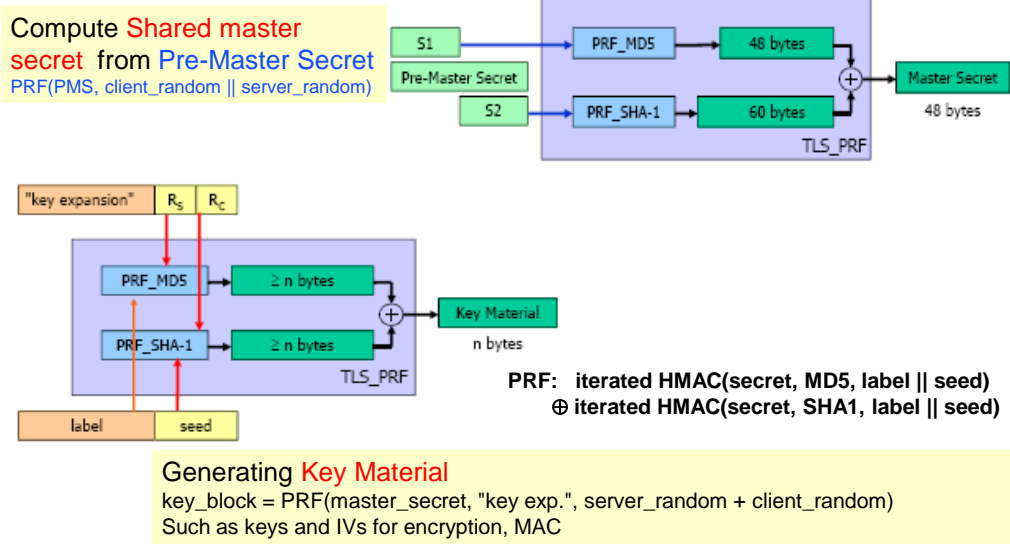 Compute Shared master
secret from Pre-Master Secret
PRF(PMS, client_random || server_random)
S1
PRF_MD5
48 bytes
Pre-Master Secret
Master Secret
S2
PRF_SHA-1
60 bytes
48 bytes
TLS_PRF
"key expansion" RS RC
PRF_MD5
≥ n bytes
Key Material
PRF_SHA-1
≥ n bytes
n bytes
TLS_PRF
PRF: iterated HMAC(secret, MD5, label || seed)
⊕ iterated HMAC(secret, SHA1, label || seed)
label seed
Generating Key Material
key_block = PRF(master_secret, "key exp.", server_random + client_random)
Such as keys and IVs for encryption, MAC